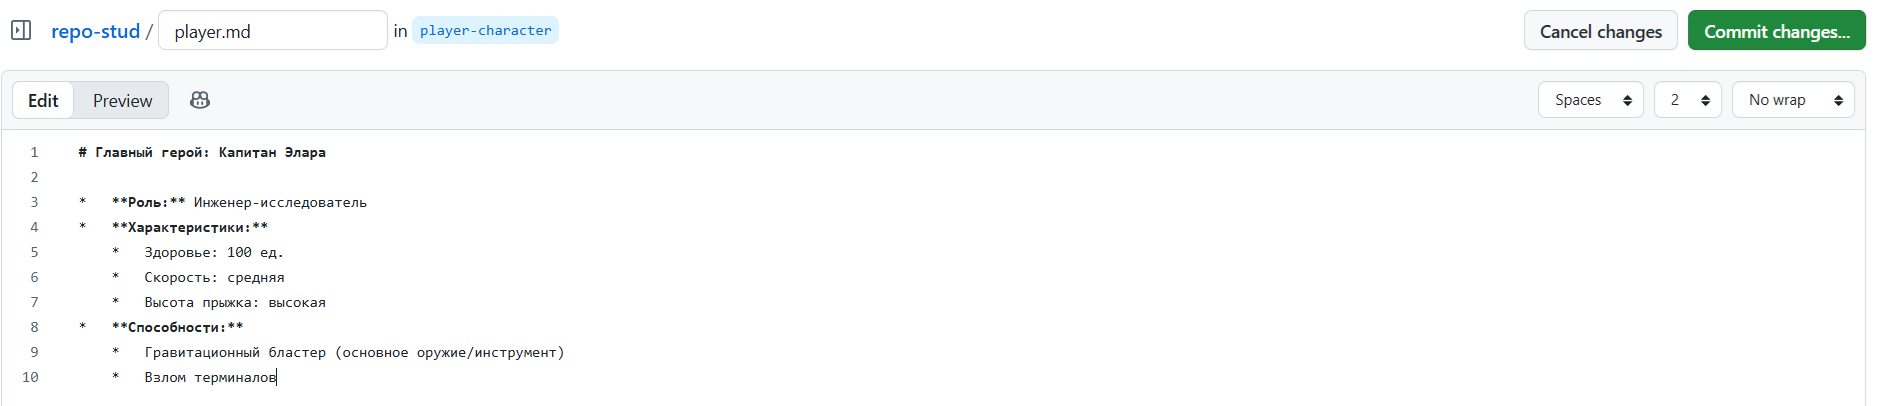 repo-stud / player.md in player-character Cancel changes Commit changes...
Edit Preview Spaces 2 No wrap
1 # Главный герой: Капитан Элара
2
3 *   **Роль:** Инженер-исследователь
4 *   **Характеристики:**
5     *   Здоровье: 100 ед.
6     *   Скорость: средняя
7     *   Высота прыжка: высокая
8 *   **Способности:**
9     *   Гравитационный бластер (основное оружие/инструмент)
10     *   Взлом терминалов